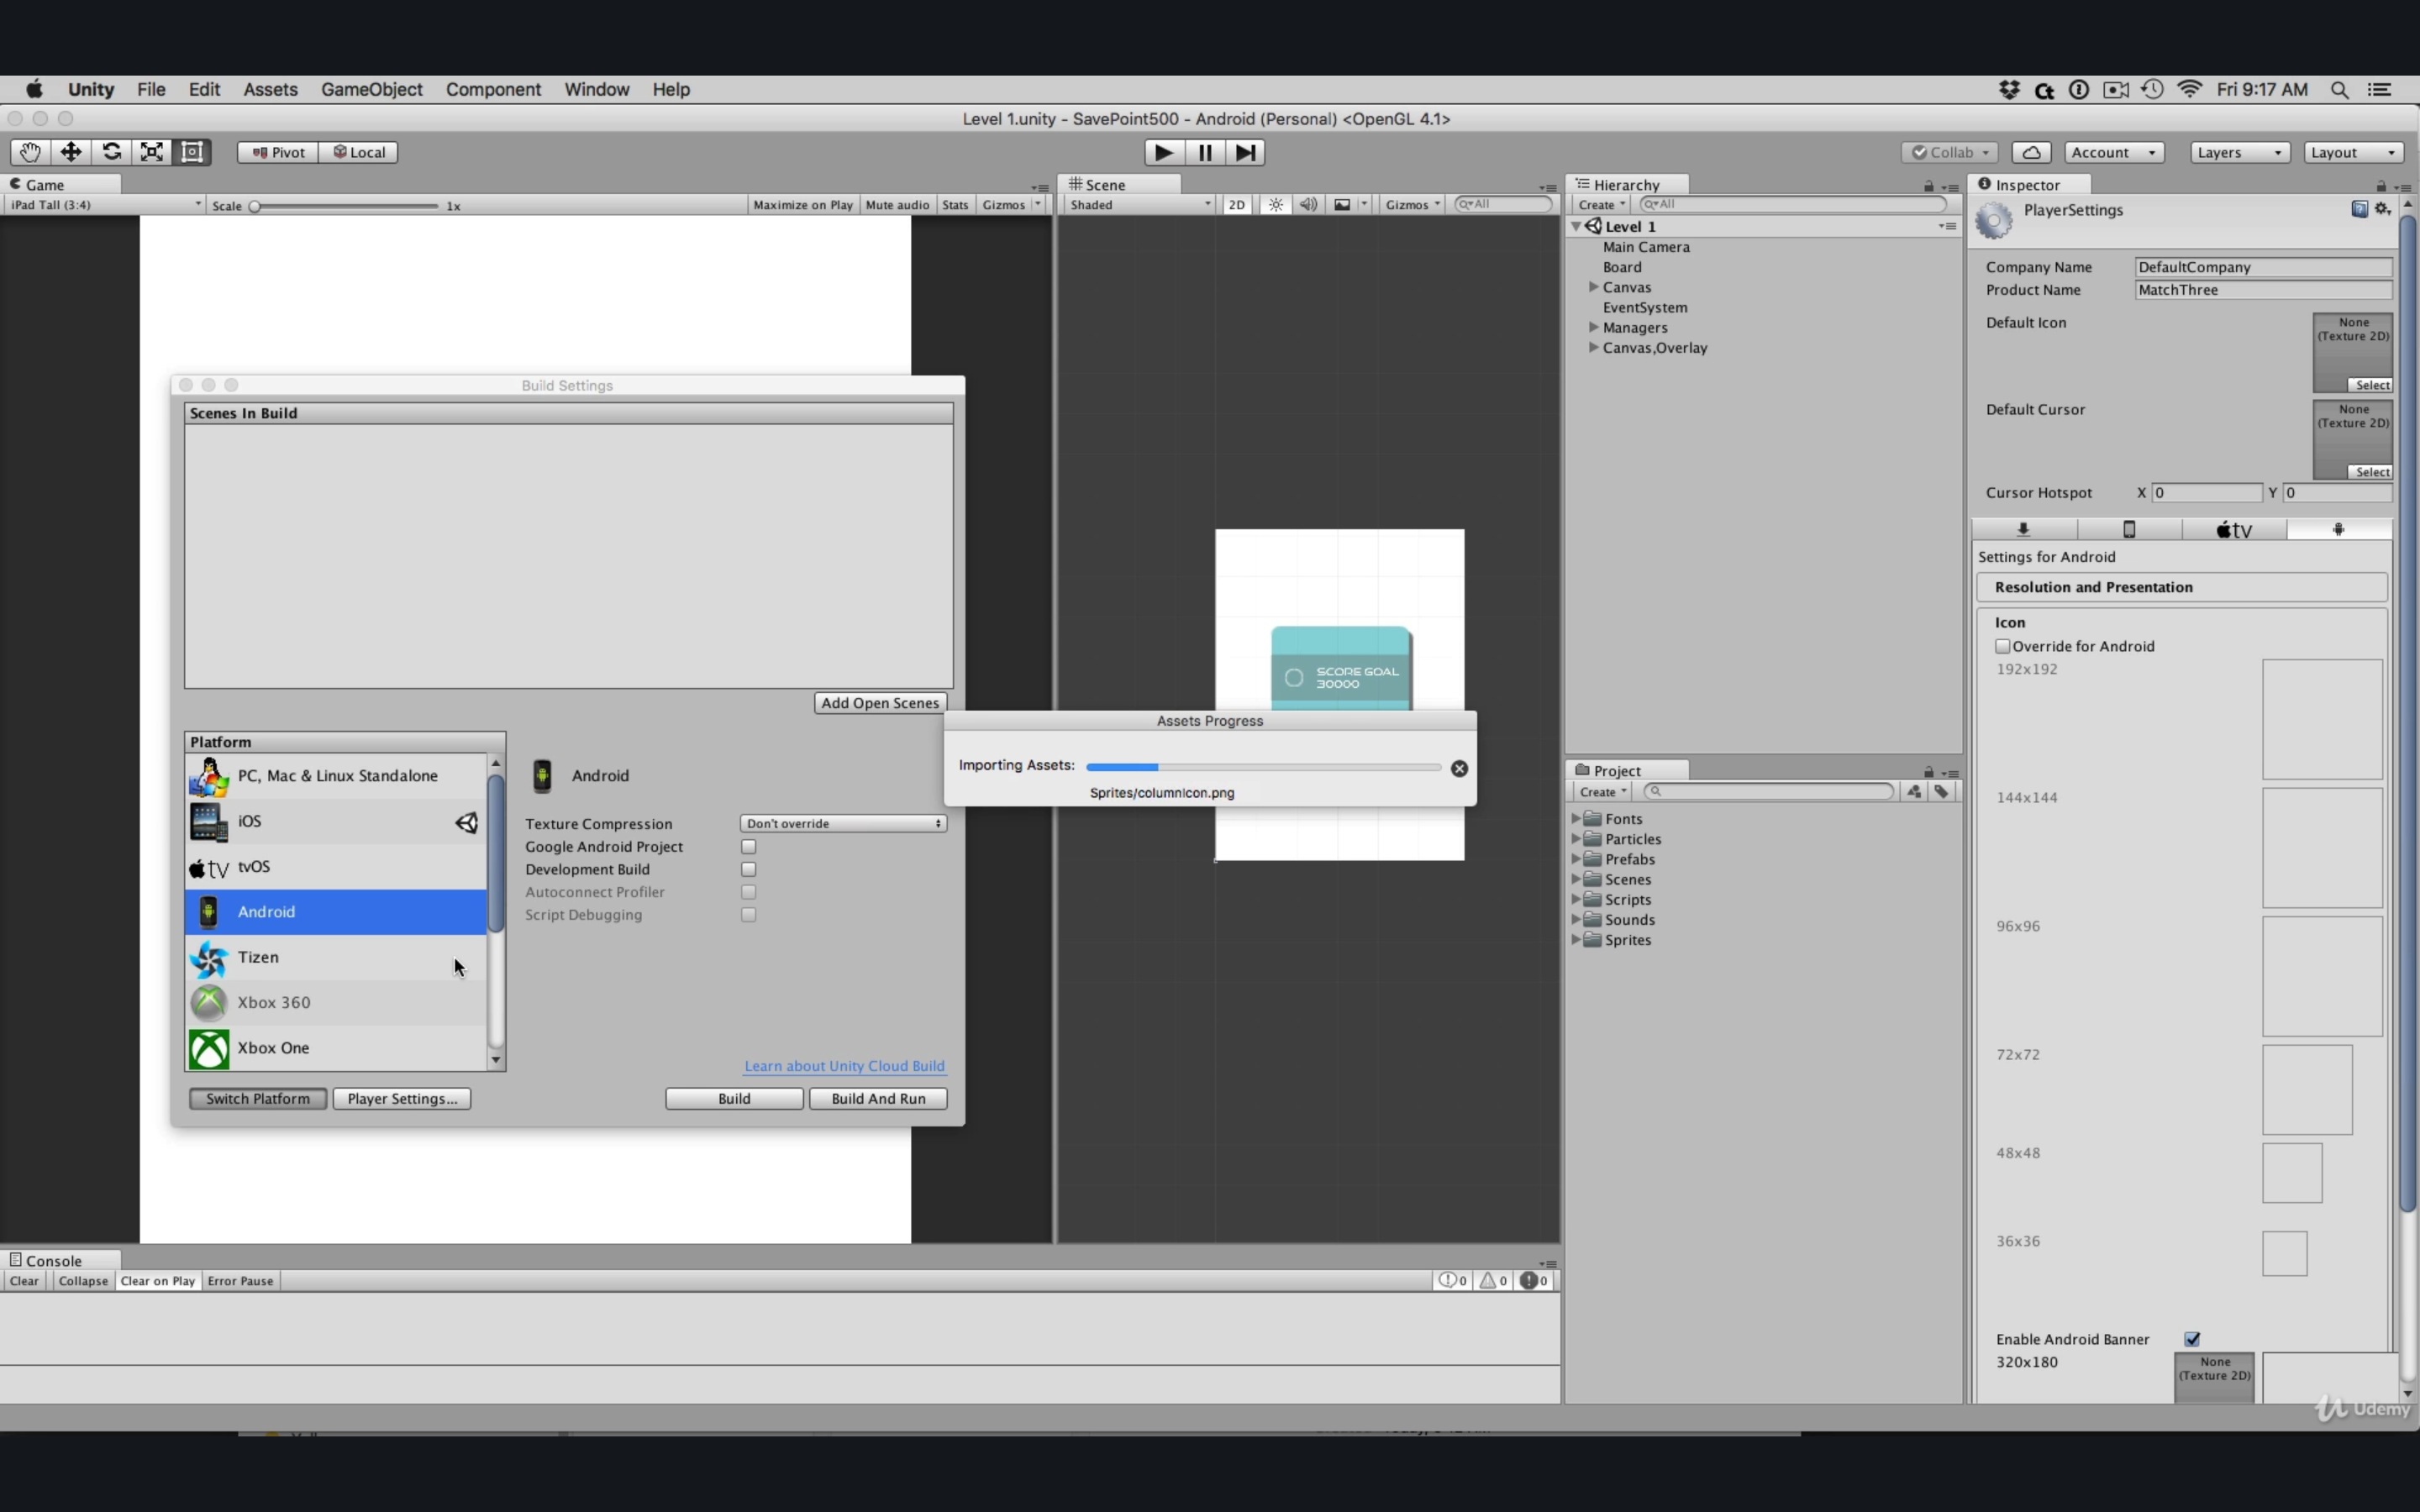 Unity File Edit Assets GameObject Component Window Help
Fri 9:17 AM
Level 1.unity - SavePoint500 - Android (Personal) <OpenGL 4.1>
Pivot Local
Collab Account Layers Layout
Game
iPad Tall (3:4) Scale 1x Maximize on Play Mute audio Stats Gizmos
Scene
Shaded 2D Gizmos All
SCORE GOAL
30000
Hierarchy
Create All
Level 1
Main Camera
Board
Canvas
EventSystem
Managers
Canvas,Overlay
Build Settings
Scenes In Build
Add Open Scenes
Platform
PC, Mac & Linux Standalone
iOS
tv tvOS
Android
Tizen
Xbox 360
Xbox One
Android
Texture Compression Don't override
Google Android Project
Development Build
Autoconnect Profiler
Script Debugging
Learn about Unity Cloud Build
Switch Platform Player Settings... Build Build And Run
Assets Progress
Importing Assets:
Sprites/columnIcon.png
Project
Create
Fonts
Particles
Prefabs
Scenes
Scripts
Sounds
Sprites
Console
Clear Collapse Clear on Play Error Pause 0 0 0
Inspector
PlayerSettings
Company Name DefaultCompany
Product Name MatchThree
Default Icon None
(Texture 2D)
Select
Default Cursor None
(Texture 2D)
Select
Cursor Hotspot X 0 Y 0
tv
Settings for Android
Resolution and Presentation
Icon
Override for Android
192x192
144x144
96x96
72x72
48x48
36x36
Enable Android Banner
320x180 None
(Texture 2D)
Udemy